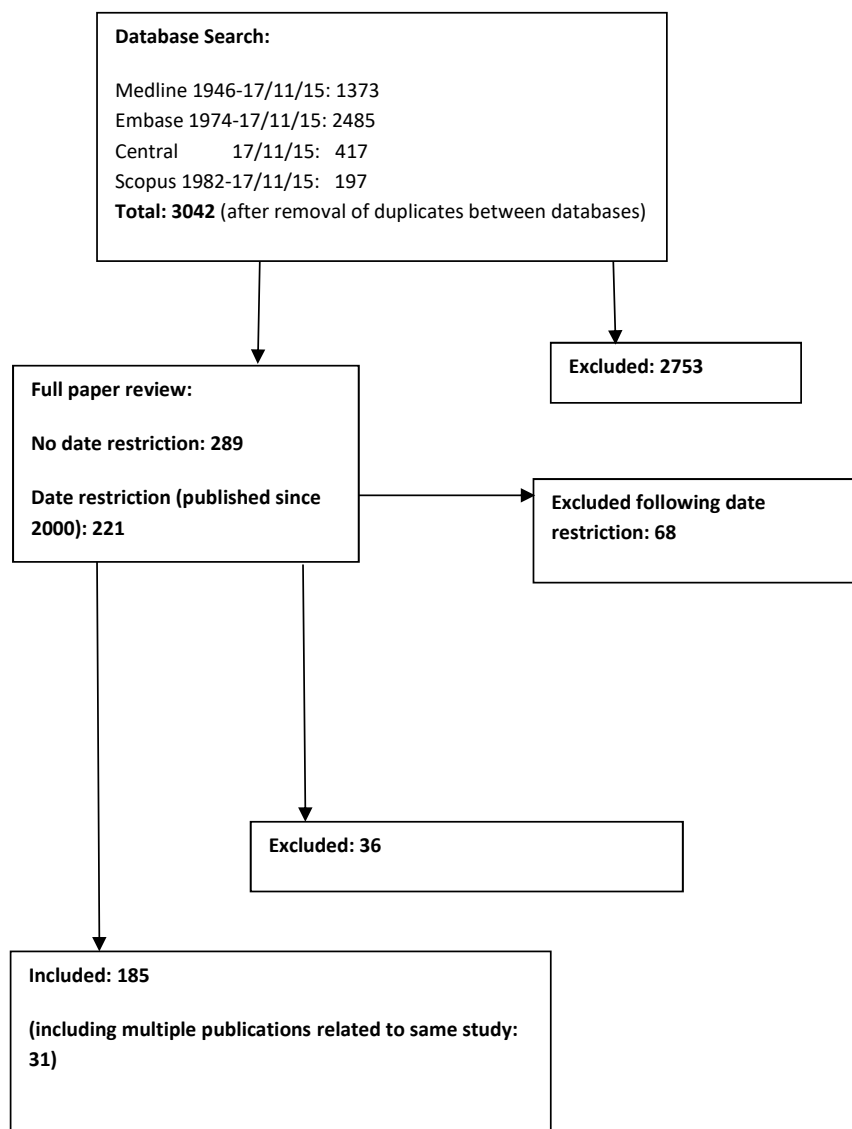 Database Search:
Medline 1946-17/11/15: 1373
Embase 1974-17/11/15: 2485
Central 17/11/15: 417
Scopus 1982-17/11/15: 197
Total: 3042 (after removal of duplicates between databases)
Excluded: 2753
Full paper review:
No date restriction: 289
Date restriction (published since
2000): 221
Excluded following date
restriction: 68
Excluded: 36
Included: 185
(including multiple publications related to same study:
31)